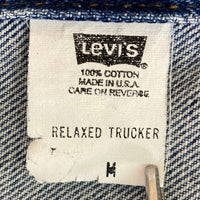 LEVI'S
100% COTTON
MADE IN U.S.A.
CARE ON REVERSE
RELAXED TRUCKER
M